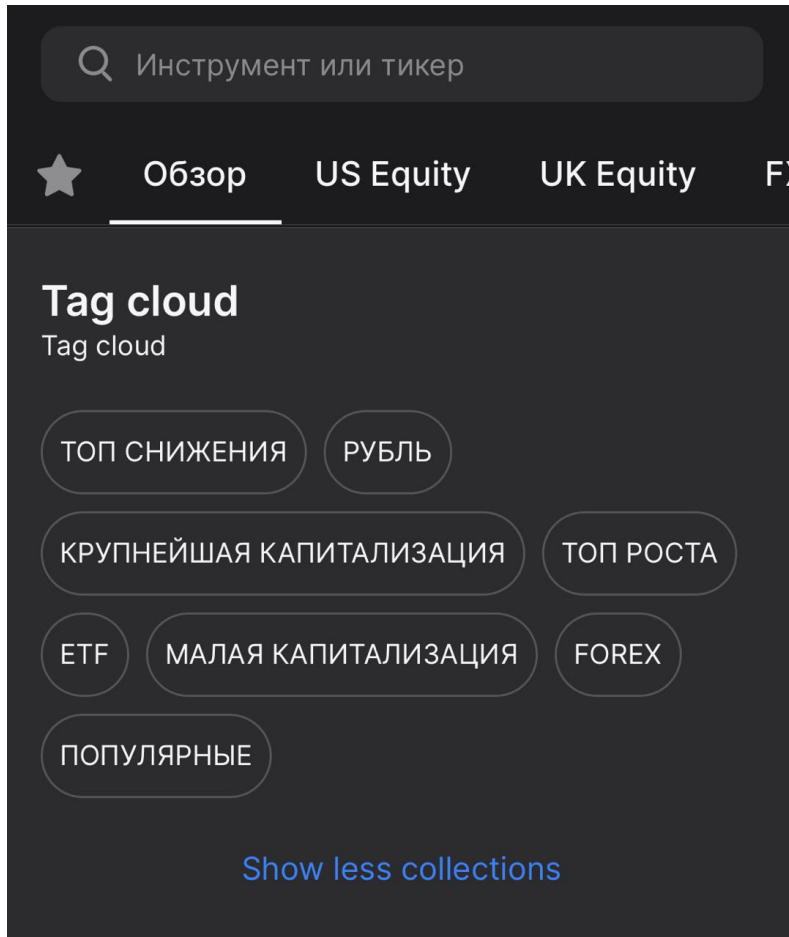 Инструмент или тикер
Обзор US Equity UK Equity
Tag cloud
Tag cloud
ТОП СНИЖЕНИЯ РУБЛЬ
КРУПНЕЙШАЯ КАПИТАЛИЗАЦИЯ ТОП РОСТА
ETF МАЛАЯ КАПИТАЛИЗАЦИЯ FOREX
ПОПУЛЯРНЫЕ
Show less collections